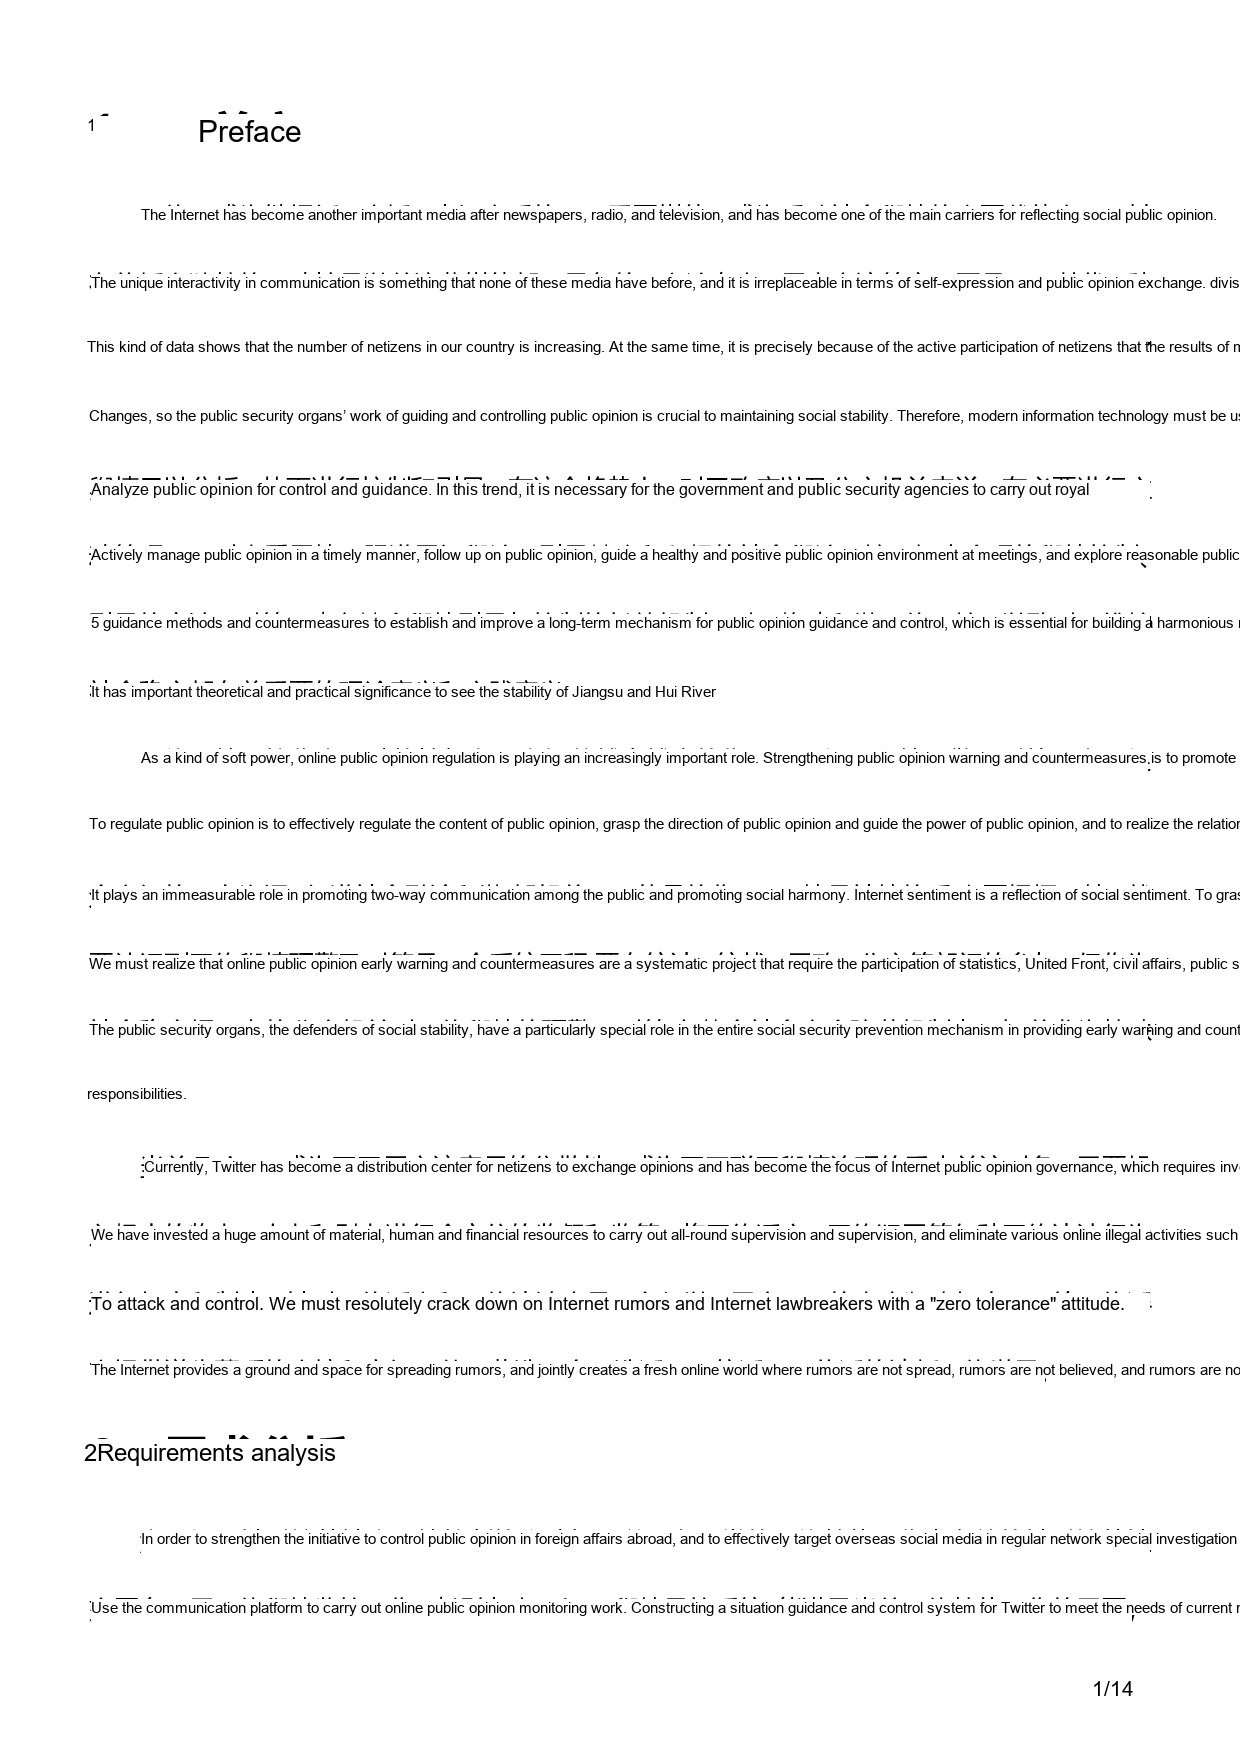 1 Preface
The Internet has become another important media after newspapers, radio, and television, and has become one of the main carriers for reflecting social public opinion.
The unique interactivity in communication is something that none of these media have before, and it is irreplaceable in terms of self-expression and public opinion exchange. divis
This kind of data shows that the number of netizens in our country is increasing. At the same time, it is precisely because of the active participation of netizens that the results of
Changes, so the public security organs’ work of guiding and controlling public opinion is crucial to maintaining social stability. Therefore, modern information technology must be us
Analyze public opinion for control and guidance. In this trend, it is necessary for the government and public security agencies to carry out royal
Actively manage public opinion in a timely manner, follow up on public opinion, guide a healthy and positive public opinion environment at meetings, and explore reasonable public
5 guidance methods and countermeasures to establish and improve a long-term mechanism for public opinion guidance and control, which is essential for building a harmonious
It has important theoretical and practical significance to see the stability of Jiangsu and Hui River
As a kind of soft power, online public opinion regulation is playing an increasingly important role. Strengthening public opinion warning and countermeasures is to promote
To regulate public opinion is to effectively regulate the content of public opinion, grasp the direction of public opinion and guide the power of public opinion, and to realize the relation
It plays an immeasurable role in promoting two-way communication among the public and promoting social harmony. Internet sentiment is a reflection of social sentiment. To gras
We must realize that online public opinion early warning and countermeasures are a systematic project that require the participation of statistics, United Front, civil affairs, public s
The public security organs, the defenders of social stability, have a particularly special role in the entire social security prevention mechanism in providing early warning and count
responsibilities.
Currently, Twitter has become a distribution center for netizens to exchange opinions and has become the focus of Internet public opinion governance, which requires inv
We have invested a huge amount of material, human and financial resources to carry out all-round supervision and supervision, and eliminate various online illegal activities such
To attack and control. We must resolutely crack down on Internet rumors and Internet lawbreakers with a "zero tolerance" attitude.
The Internet provides a ground and space for spreading rumors, and jointly creates a fresh online world where rumors are not spread, rumors are not believed, and rumors are no
2Requirements analysis
In order to strengthen the initiative to control public opinion in foreign affairs abroad, and to effectively target overseas social media in regular network special investigation
Use the communication platform to carry out online public opinion monitoring work. Constructing a situation guidance and control system for Twitter to meet the needs of current
1/14